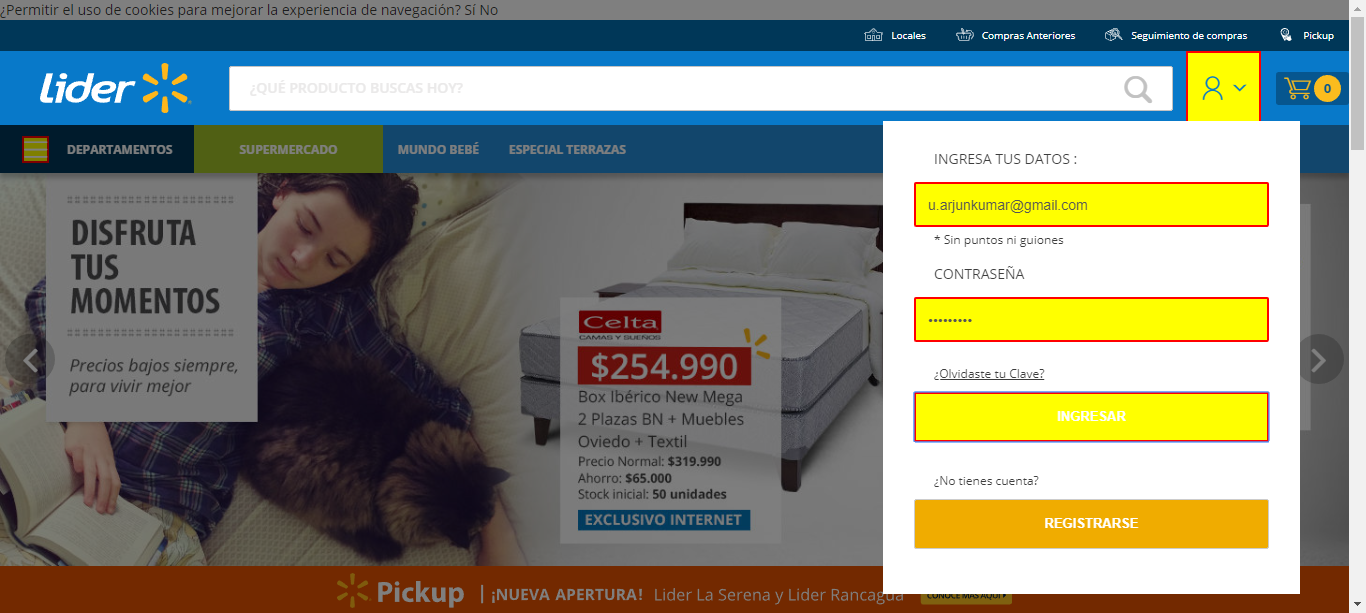 ¿Permitir el uso de cookies para mejorar la experiencia de navegación? Sí No
Locales Compras Anteriores Seguimiento de compras Pickup
Lider ¿QUÉ PRODUCTO BUSCAS HOY? 0
DEPARTAMENTOS SUPERMERCADO MUNDO BEBÉ ESPECIAL TERRAZAS
INGRESA TUS DATOS :
u.arjunkumar@gmail.com
* Sin puntos ni guiones
CONTRASEÑA
•••••••••
¿Olvidaste tu Clave?
INGRESAR
¿No tienes cuenta?
REGISTRARSE
DISFRUTA
TUS
MOMENTOS
Precios bajos siempre,
para vivir mejor
Celta
CAMAS Y SUEÑOS
$254.990
Box Ibérico New Mega
2 Plazas BN + Muebles
Oviedo + Textil
Precio Normal: $319.990
Ahorro: $65.000
Stock inicial: 50 unidades
EXCLUSIVO INTERNET
Pickup | ¡NUEVA APERTURA! Lider La Serena y Lider Rancagua CONOCE MÁS AQUÍ